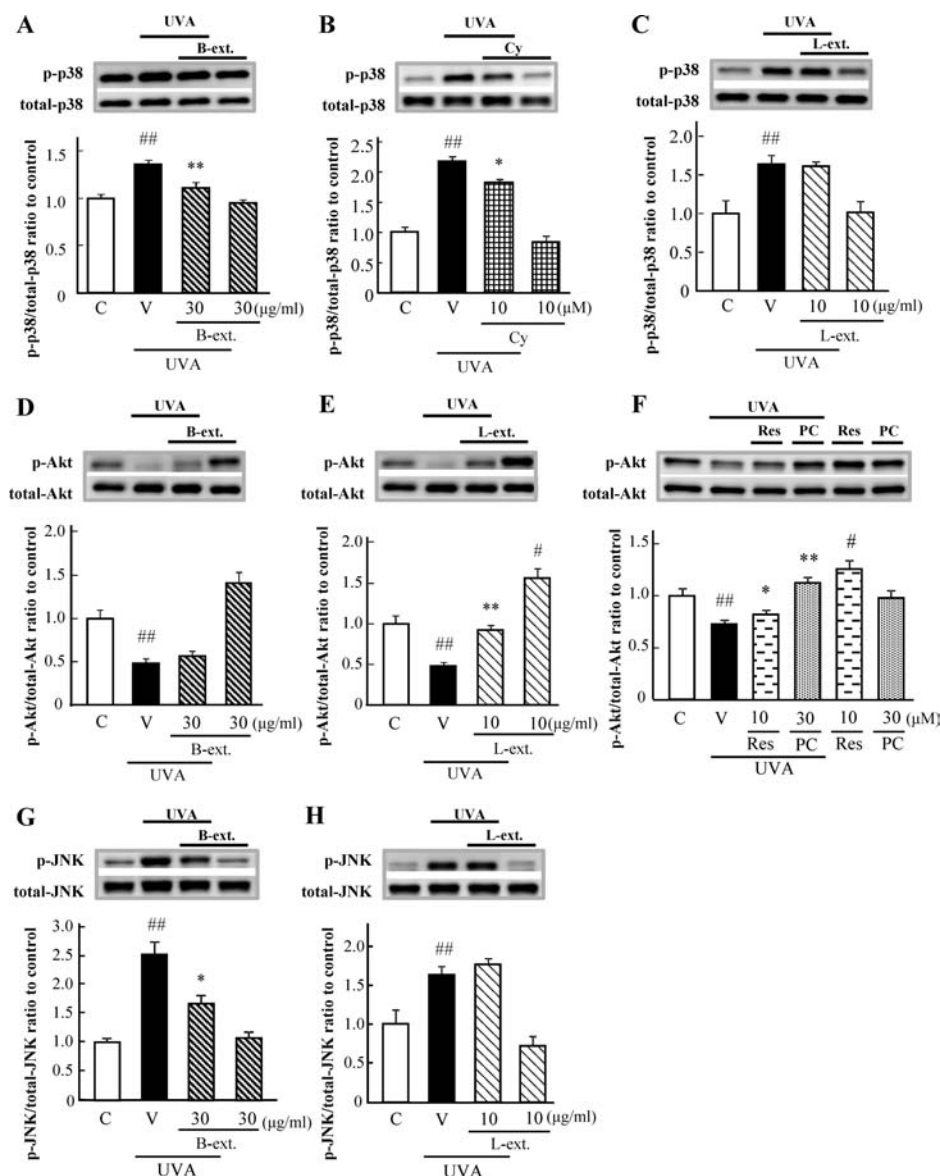 A
UVA
B-ext.
p-p38
total-p38
p-p38/total-p38 ratio to control
1.5
1.0
0.5
0
##
**
C V 30 30 (μg/ml)
B-ext.
UVA
B
UVA
Cy
p-p38
total-p38
p-p38/total-p38 ratio to control
2.5
2.0
1.5
1.0
0.5
0
##
*
C V 10 10 (μM)
Cy
UVA
C
UVA
L-ext.
p-p38
total-p38
p-p38/total-p38 ratio to control
2.0
1.5
1.0
0.5
0
##
C V 10 10 (μg/ml)
L-ext.
UVA
D
UVA
B-ext.
p-Akt
total-Akt
p-Akt/total-Akt ratio to control
2.0
1.5
1.0
0.5
0
##
C V 30 30 (μg/ml)
B-ext.
UVA
E
UVA
L-ext.
p-Akt
total-Akt
p-Akt/total-Akt ratio to control
2.0
1.5
1.0
0.5
0
##
**
#
C V 10 10 (μg/ml)
L-ext.
UVA
F
UVA
Res PC Res PC
p-Akt
total-Akt
p-Akt/total-Akt ratio to control
1.5
1.0
0.5
0
##
*
**
#
C V 10 30 10 30 (μM)
Res PC Res PC
UVA
G
UVA
B-ext.
p-JNK
total-JNK
p-JNK/total-JNK ratio to control
3.0
2.5
1.5
1.0
0.5
0
##
*
C V 30 30 (μg/ml)
B-ext.
UVA
H
UVA
L-ext.
p-JNK
total-JNK
p-JNK/total-JNK ratio to control
2.0
1.5
1.0
0.5
0
##
C V 10 10 (μg/ml)
L-ext.
UVA